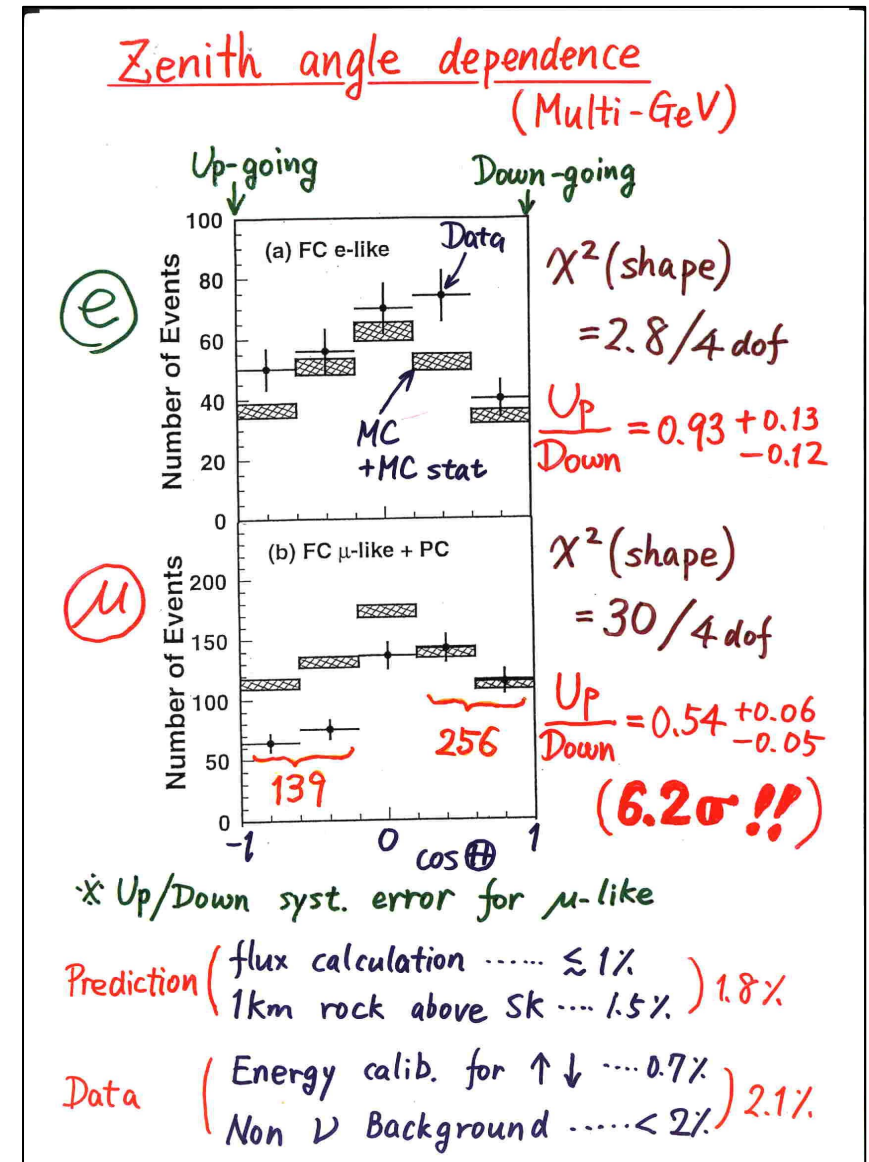 Zenith angle dependence
(Multi-GeV)
Up-going
Down-going
e
Number of Events
100
80
60
40
20
0
(a) FC e-like
Data
MC
+MC stat
χ²(shape)
=2.8/4 dof
Up/Down = 0.93 +0.13 −0.12
μ
Number of Events
200
150
100
50
0
(b) FC μ-like + PC
139
256
-1 0 1
cos Θ
χ²(shape)
= 30/4 dof
Up/Down = 0.54 +0.06 −0.05
(6.2σ !!)
※ Up/Down syst. error for μ-like
Prediction ( flux calculation ...... ≲ 1%
1km rock above SK .... 1.5% ) 1.8%
Data ( Energy calib. for ↑ ↓ .... 0.7%
Non ν Background ..... < 2% ) 2.1%